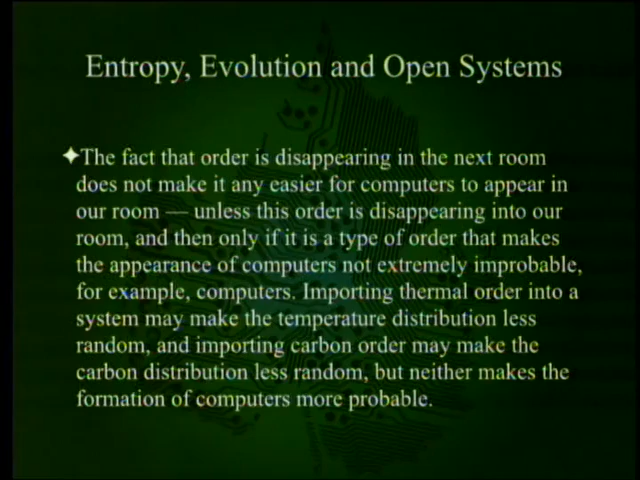 Entropy, Evolution and Open Systems
The fact that order is disappearing in the next room
does not make it any easier for computers to appear in
our room — unless this order is disappearing into our
room, and then only if it is a type of order that makes
the appearance of computers not extremely improbable,
for example, computers. Importing thermal order into a
system may make the temperature distribution less
random, and importing carbon order may make the
carbon distribution less random, but neither makes the
formation of computers more probable.